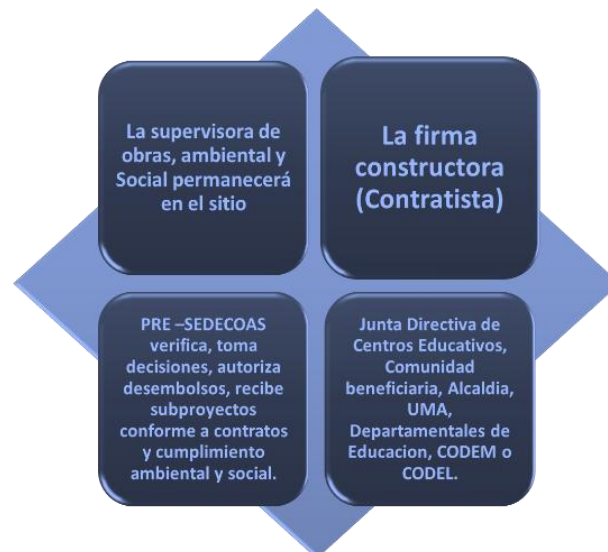 La supervisora de
obras, ambiental y
Social permanecerá
en el sitio
La firma
constructora
(Contratista)
PRE –SEDECOAS
verifica, toma
decisiones, autoriza
desembolsos, recibe
subproyectos
conforme a contratos
y cumplimiento
ambiental y social.
Junta Directiva de
Centros Educativos,
Comunidad
beneficiaria, Alcaldia,
UMA,
Departamentales de
Educacion, CODEM o
CODEL.